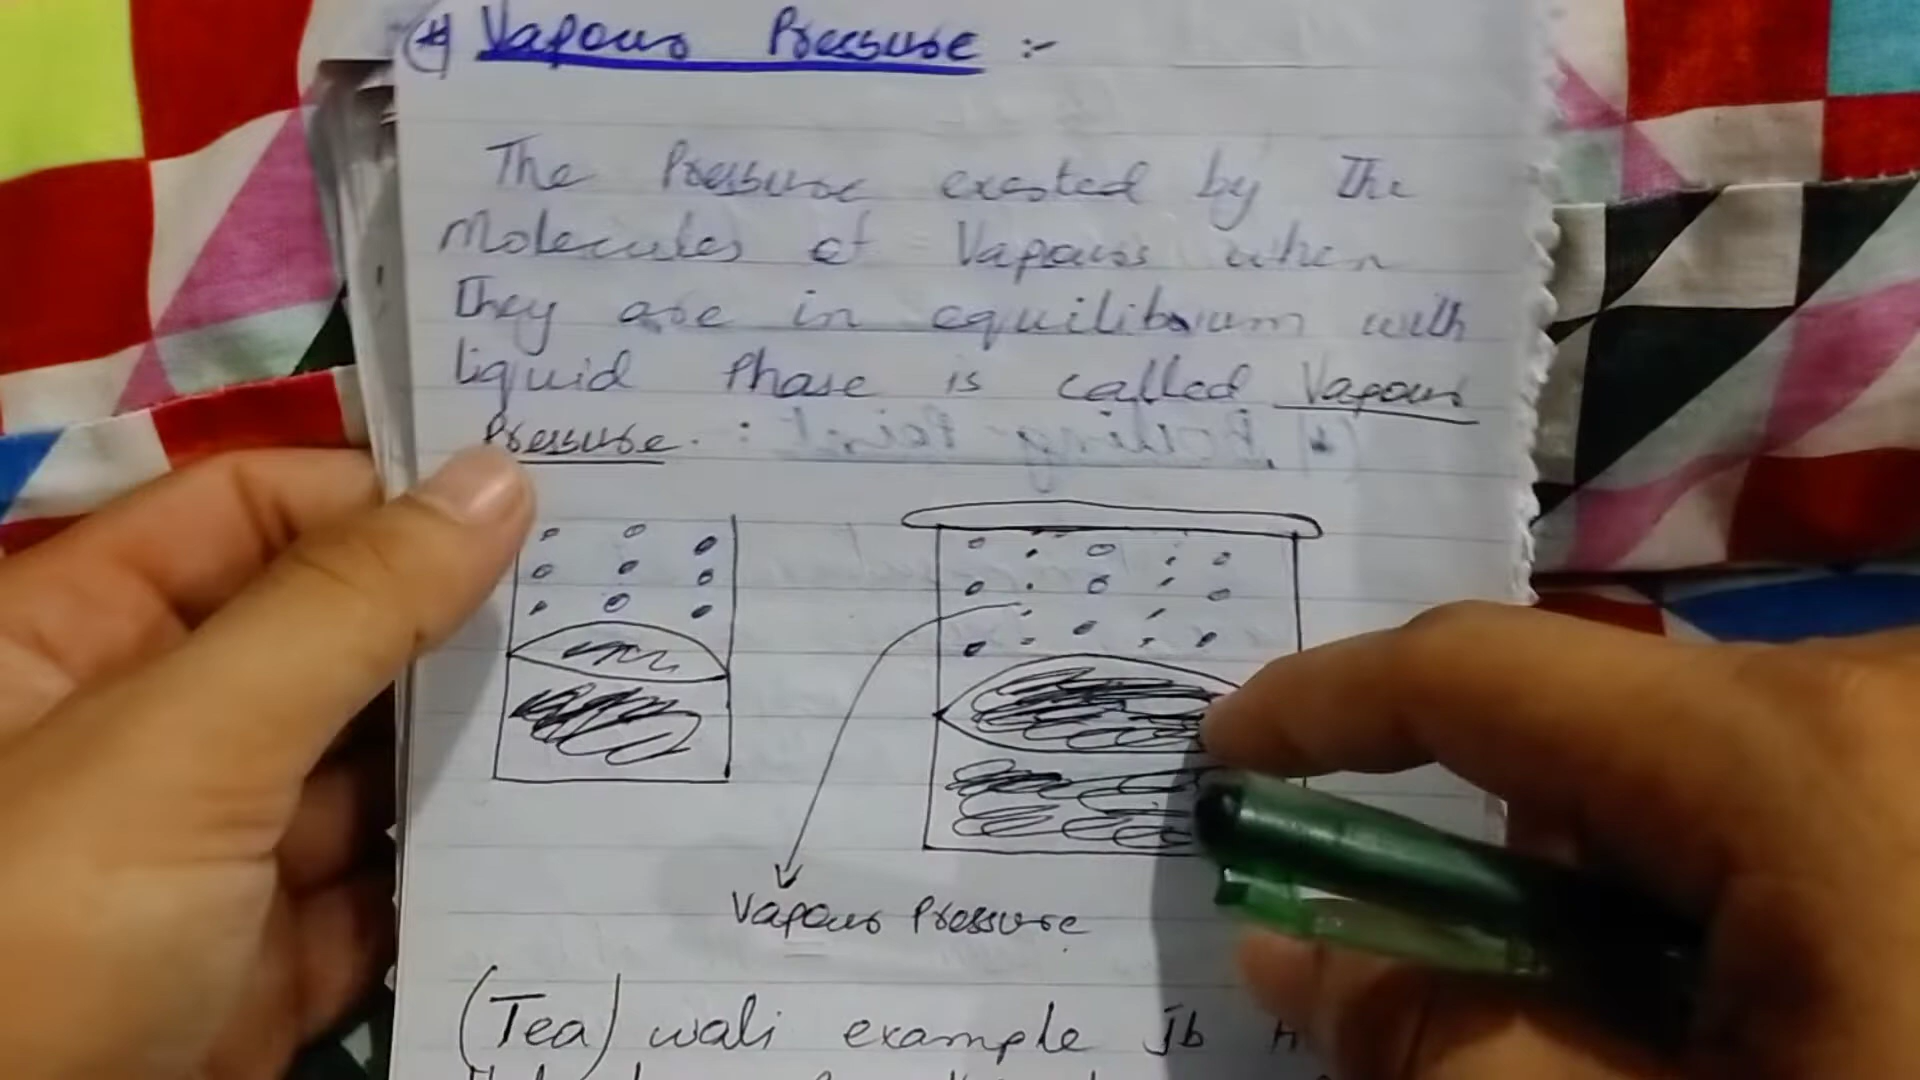 Vapour Pressure :-
The Pressure exerted by the
Molecules of Vapours when
They are in equilibrium with
liquid Phase is called Vapour
Pressure.
Vapour Pressure
(Tea) wali example Jb